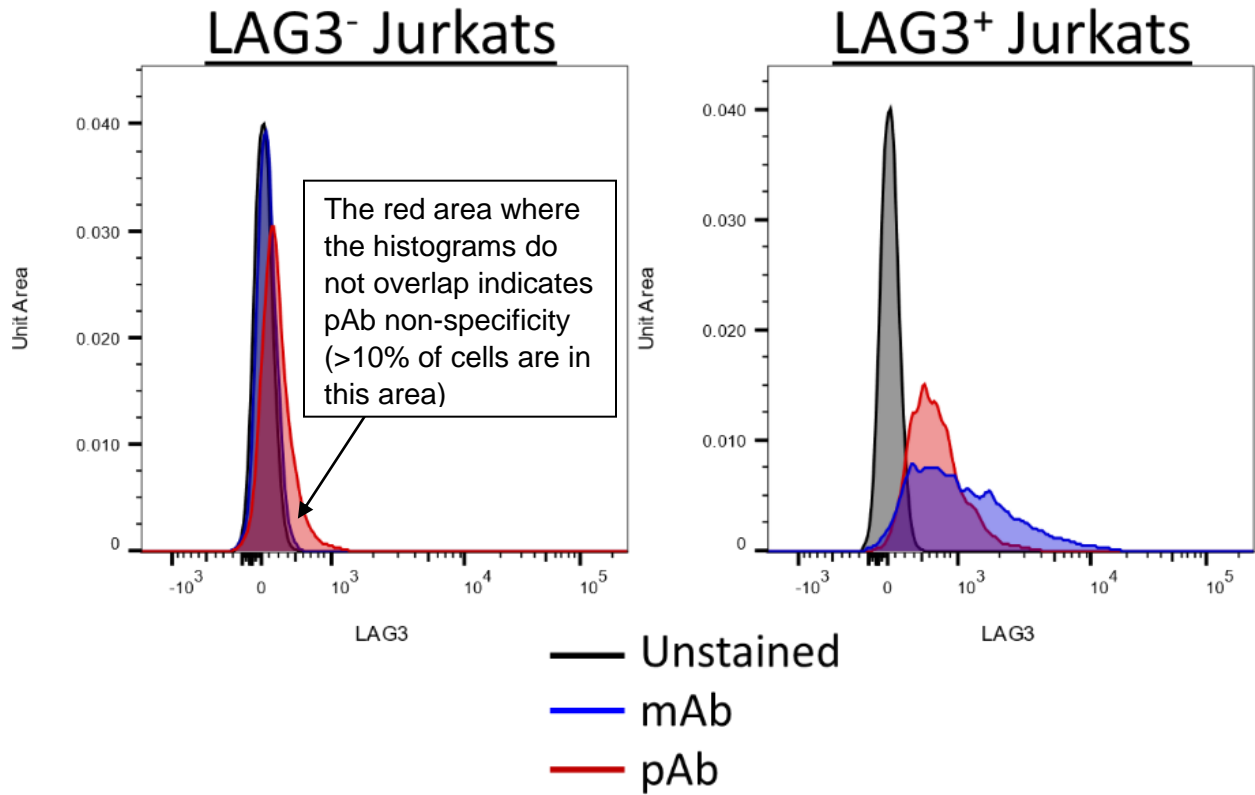 LAG3⁻ Jurkats
0.040
0.030
0.020
0.010
0
Unit Area
The red area where
the histograms do
not overlap indicates
pAb non-specificity
(>10% of cells are in
this area)
-10³ 0 10³ 10⁴ 10⁵
LAG3
LAG3⁺ Jurkats
0.040
0.030
0.020
0.010
0
Unit Area
-10³ 0 10³ 10⁴ 10⁵
LAG3
Unstained
mAb
pAb